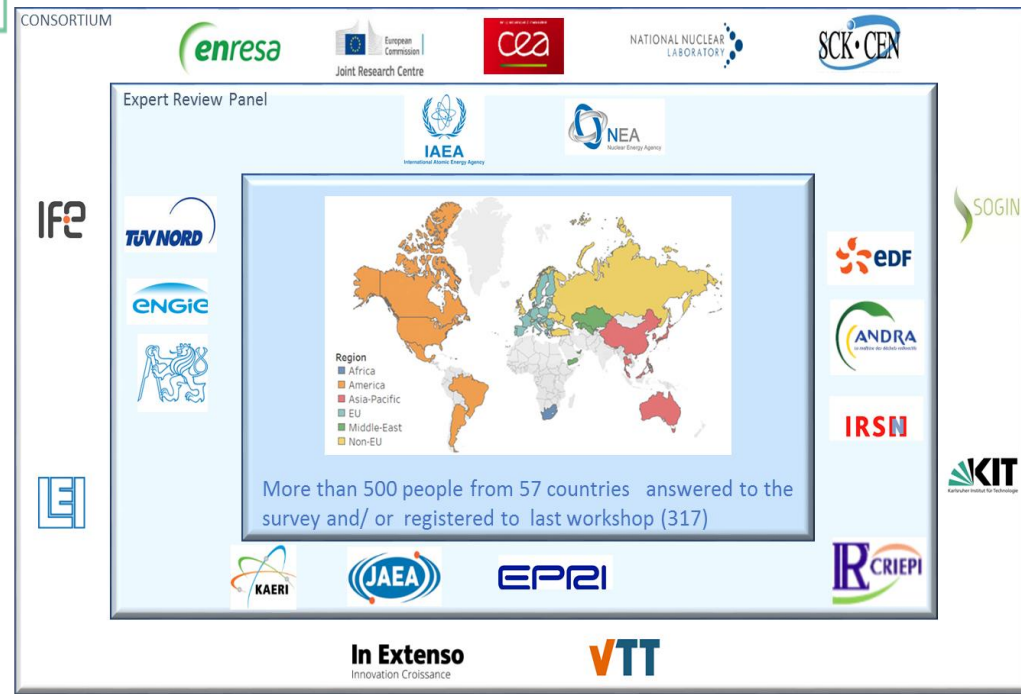 CONSORTIUM
enresa
European
Commission
Joint Research Centre
cea
NATIONAL NUCLEAR
LABORATORY
SCK•CEN
Expert Review Panel
IAEA
International Atomic Energy Agency
NEA
Nuclear Energy Agency
IFE
TÜV NORD
SOGIN
EDF
ENGIE
ANDRA
Region
Africa
America
Asia-Pacific
EU
Middle-East
Non-EU
IRSN
More than 500 people from 57 countries answered to the
survey and/ or registered to last workshop (317)
LEI
KIT
Karlsruher Institut für Technologie
KAERI
JAEA
EPRI
CRIEPI
In Extenso
Innovation Croissance
VTT